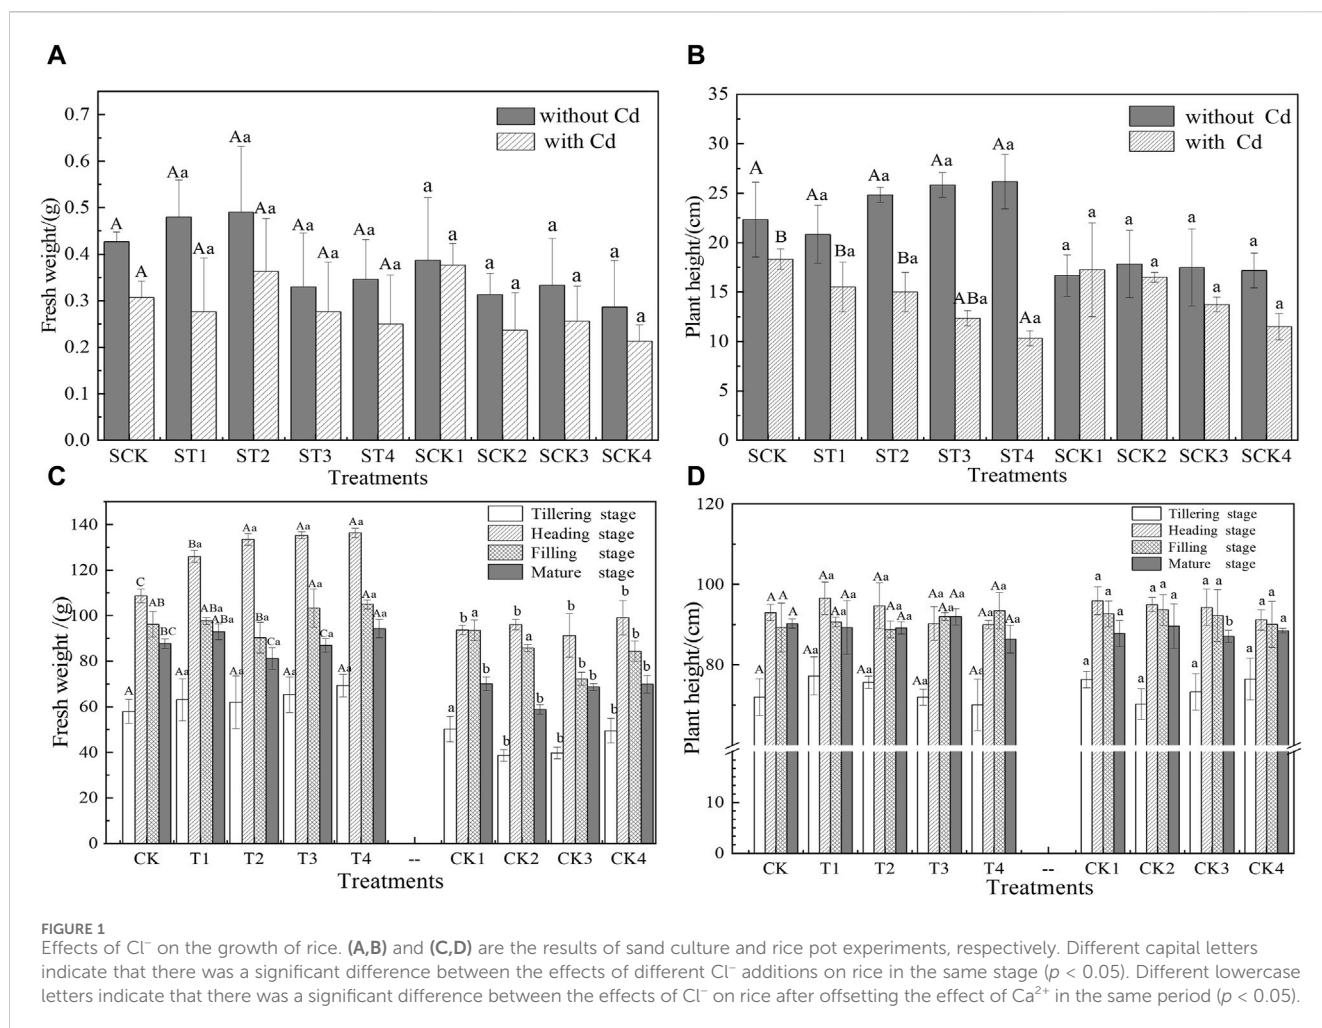 A
Fresh weight/(g)
0.7
0.6
0.5
0.4
0.3
0.2
0.1
0.0
without Cd
with Cd
A A Aa Aa Aa Aa Aa Aa Aa Aa a a a a a a a a
SCK ST1 ST2 ST3 ST4 SCK1 SCK2 SCK3 SCK4
Treatments
B
Plant height/(cm)
35
30
25
20
15
10
5
0
without Cd
with Cd
A B Aa Ba Aa Ba Aa ABa Aa Aa a a a a a a a a
SCK ST1 ST2 ST3 ST4 SCK1 SCK2 SCK3 SCK4
C
Fresh weight /(g)
140
120
100
80
60
40
20
0
Tillering stage
Heading stage
Filling stage
Mature stage
A C AB BC Aa Ba ABa ABa Aa Aa Ba Ca Aa Aa Aa Ca Aa Aa Aa Aa a b a b b b a b b b b b b b b b
CK T1 T2 T3 T4 -- CK1 CK2 CK3 CK4
Treatments
D
Plant height/(cm)
120
100
80
10
0
Tillering stage
Heading stage
Filling stage
Mature stage
A A A A Aa Aa Aa Aa Aa Aa Aa Aa Aa Aa Aa Aa Aa Aa Aa Aa a a a a a a a a a a a b a a a a
CK T1 T2 T3 T4 -- CK1 CK2 CK3 CK4
Treatments
FIGURE 1
Effects of Cl⁻ on the growth of rice. (A,B) and (C,D) are the results of sand culture and rice pot experiments, respectively. Different capital letters
indicate that there was a significant difference between the effects of different Cl⁻ additions on rice in the same stage (p < 0.05). Different lowercase
letters indicate that there was a significant difference between the effects of Cl⁻ on rice after offsetting the effect of Ca²⁺ in the same period (p < 0.05).